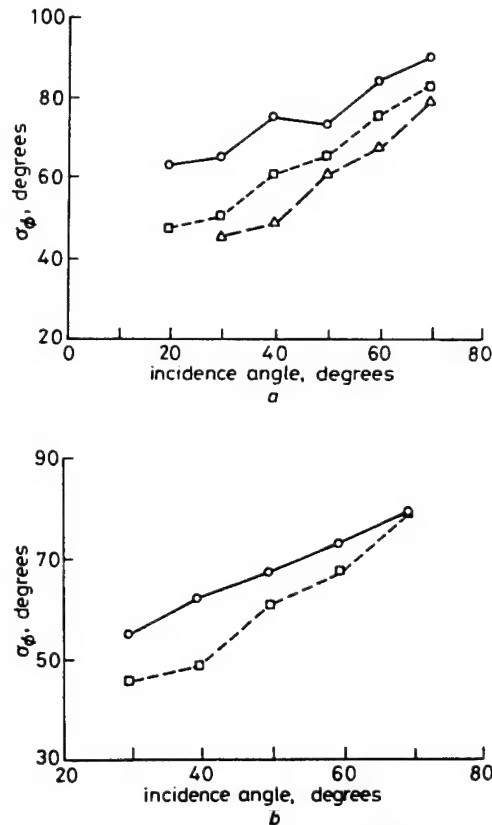 100
80
60
40
20
σφ, degrees
0 20 40 60 80
incidence angle, degrees
a
90
70
50
30
σφ, degrees
20 40 60 80
incidence angle, degrees
b